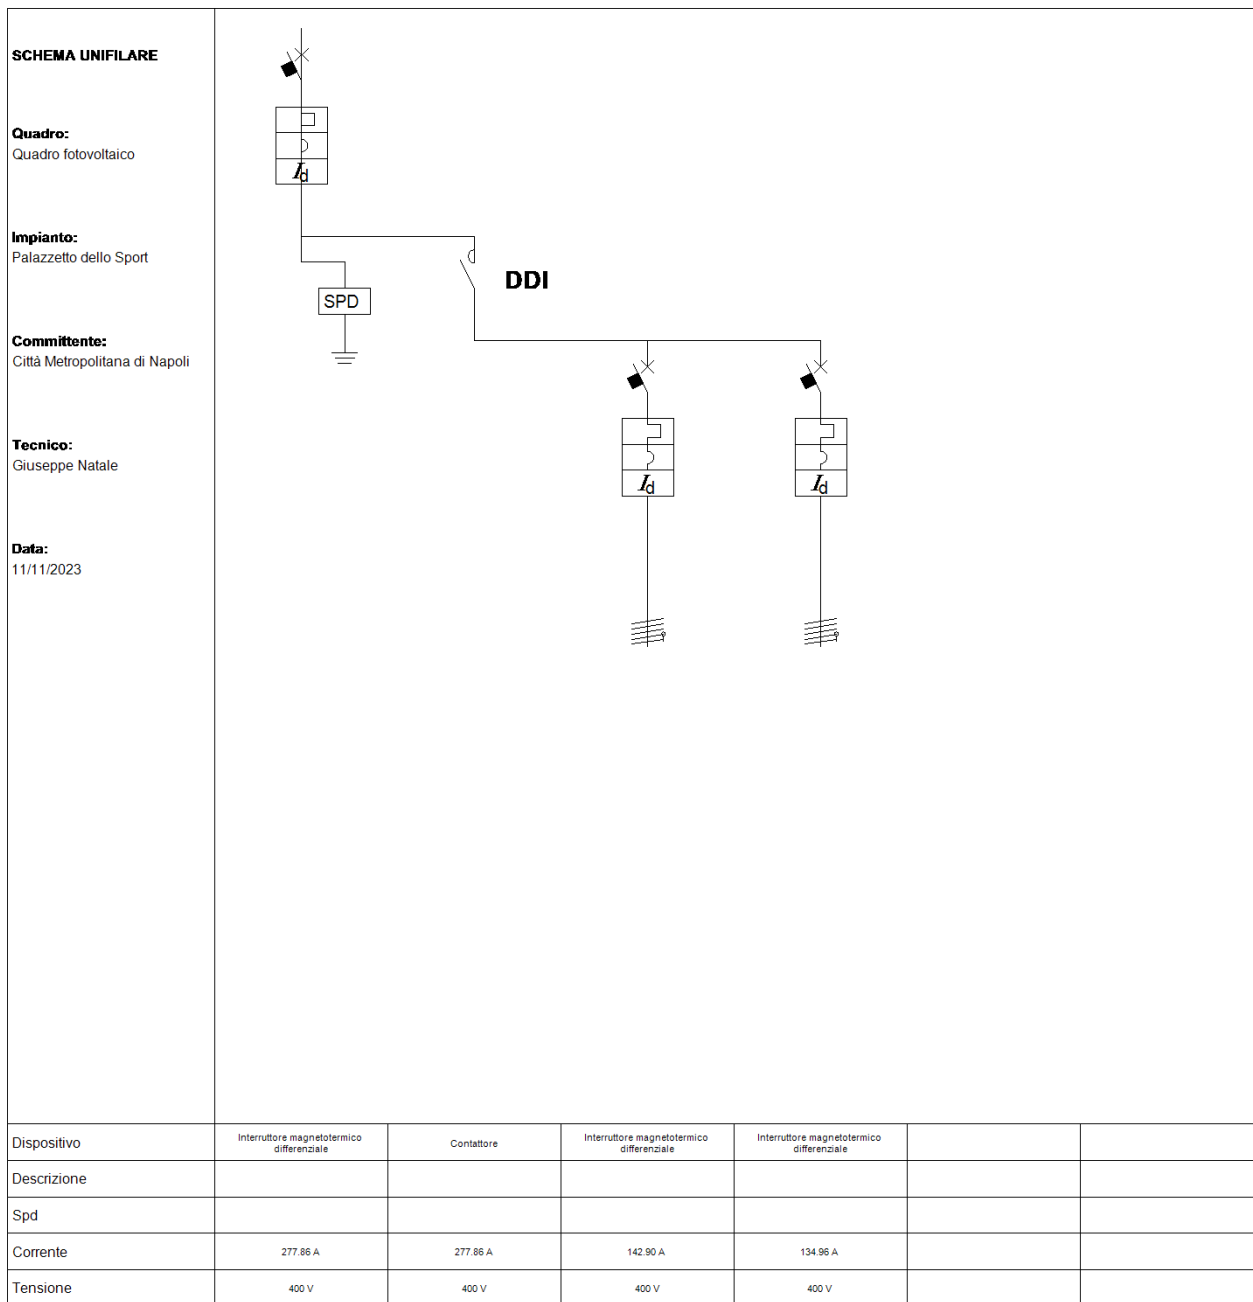 SCHEMA UNIFILARE
Quadro:
Quadro fotovoltaico
Impianto:
Palazzetto dello Sport
Committente:
Città Metropolitana di Napoli
Tecnico:
Giuseppe Natale
Data:
11/11/2023
Id
SPD
DDI
Id
Id
Dispositivo
Interruttore magnetotermico
differenziale
Contattore
Interruttore magnetotermico
differenziale
Interruttore magnetotermico
differenziale
Descrizione
Spd
Corrente
277.86 A
277.86 A
142.90 A
134.96 A
Tensione
400 V
400 V
400 V
400 V